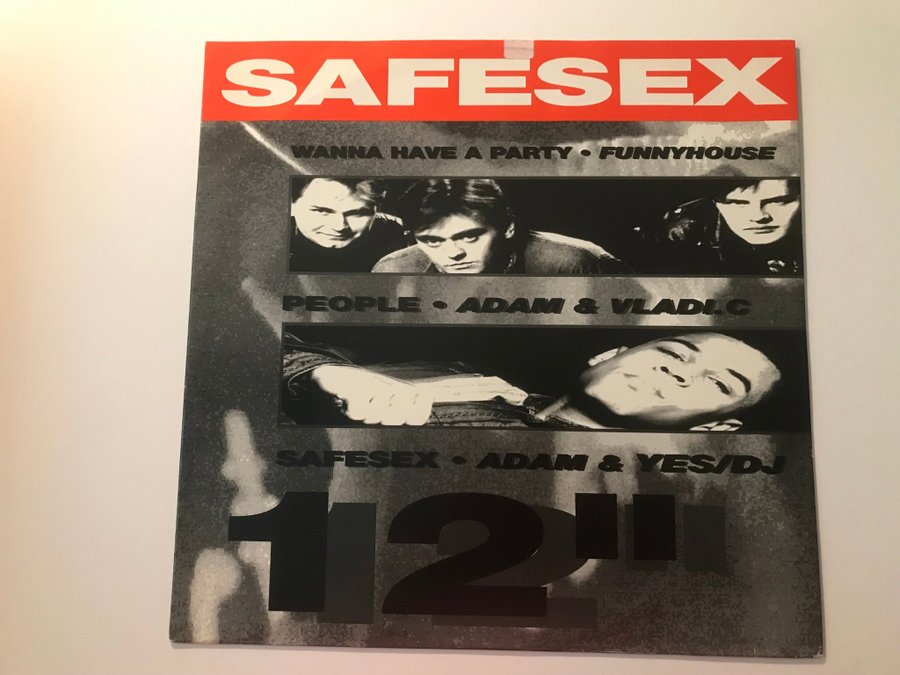 SAFESEX
WANNA HAVE A PARTY • FUNNYHOUSE
PEOPLE • ADAM & VLADI.C
SAFESEX • ADAM & YES/DJ
12"